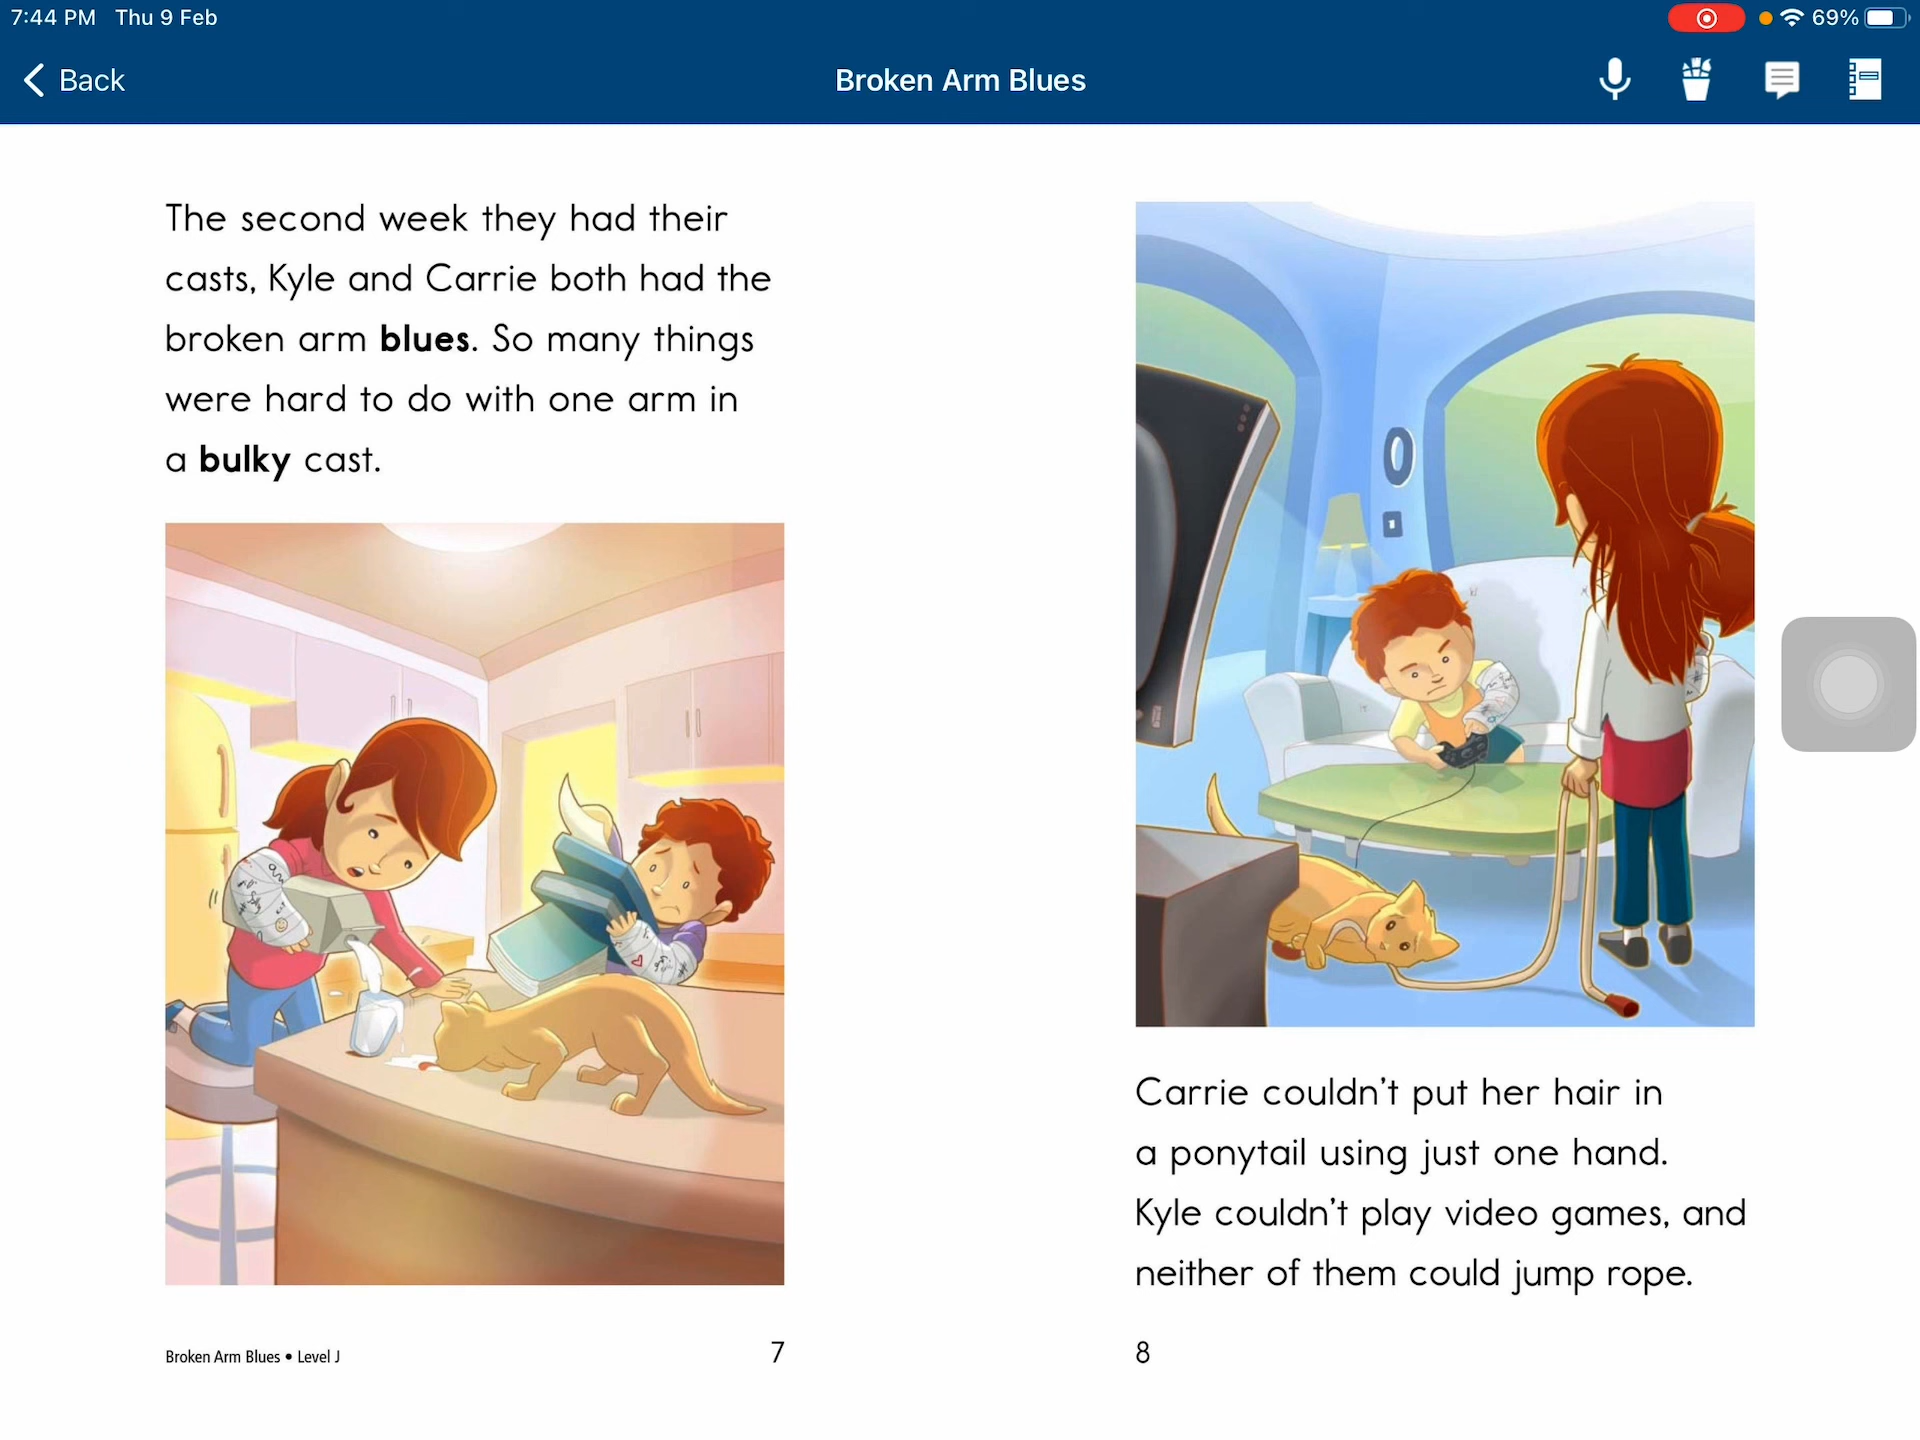 7:44 PM Thu 9 Feb
69%
Back
Broken Arm Blues
The second week they had their
casts, Kyle and Carrie both had the
broken arm blues. So many things
were hard to do with one arm in
a bulky cast.
Carrie couldn't put her hair in
a ponytail using just one hand.
Kyle couldn't play video games, and
neither of them could jump rope.
Broken Arm Blues • Level J
7
8